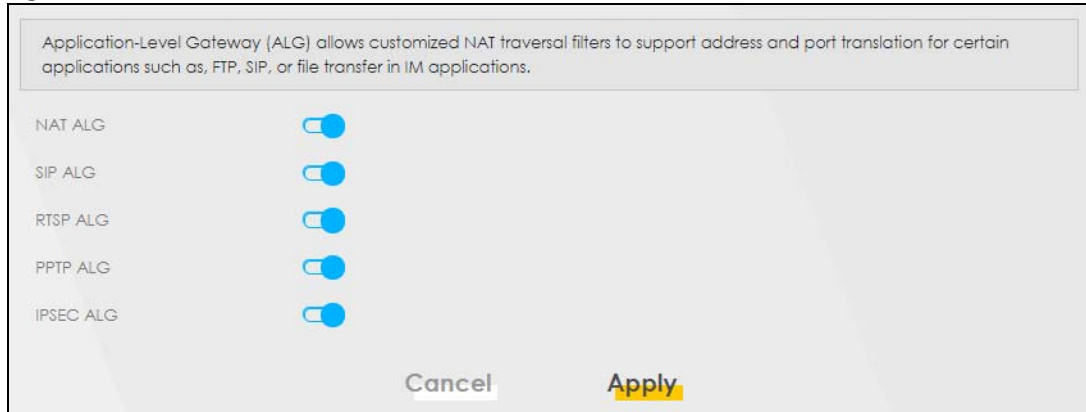 Application-Level Gateway (ALG) allows customized NAT traversal filters to support address and port translation for certain
applications such as, FTP, SIP, or file transfer in IM applications.
NAT ALG
SIP ALG
RTSP ALG
PPTP ALG
IPSEC ALG
Cancel Apply